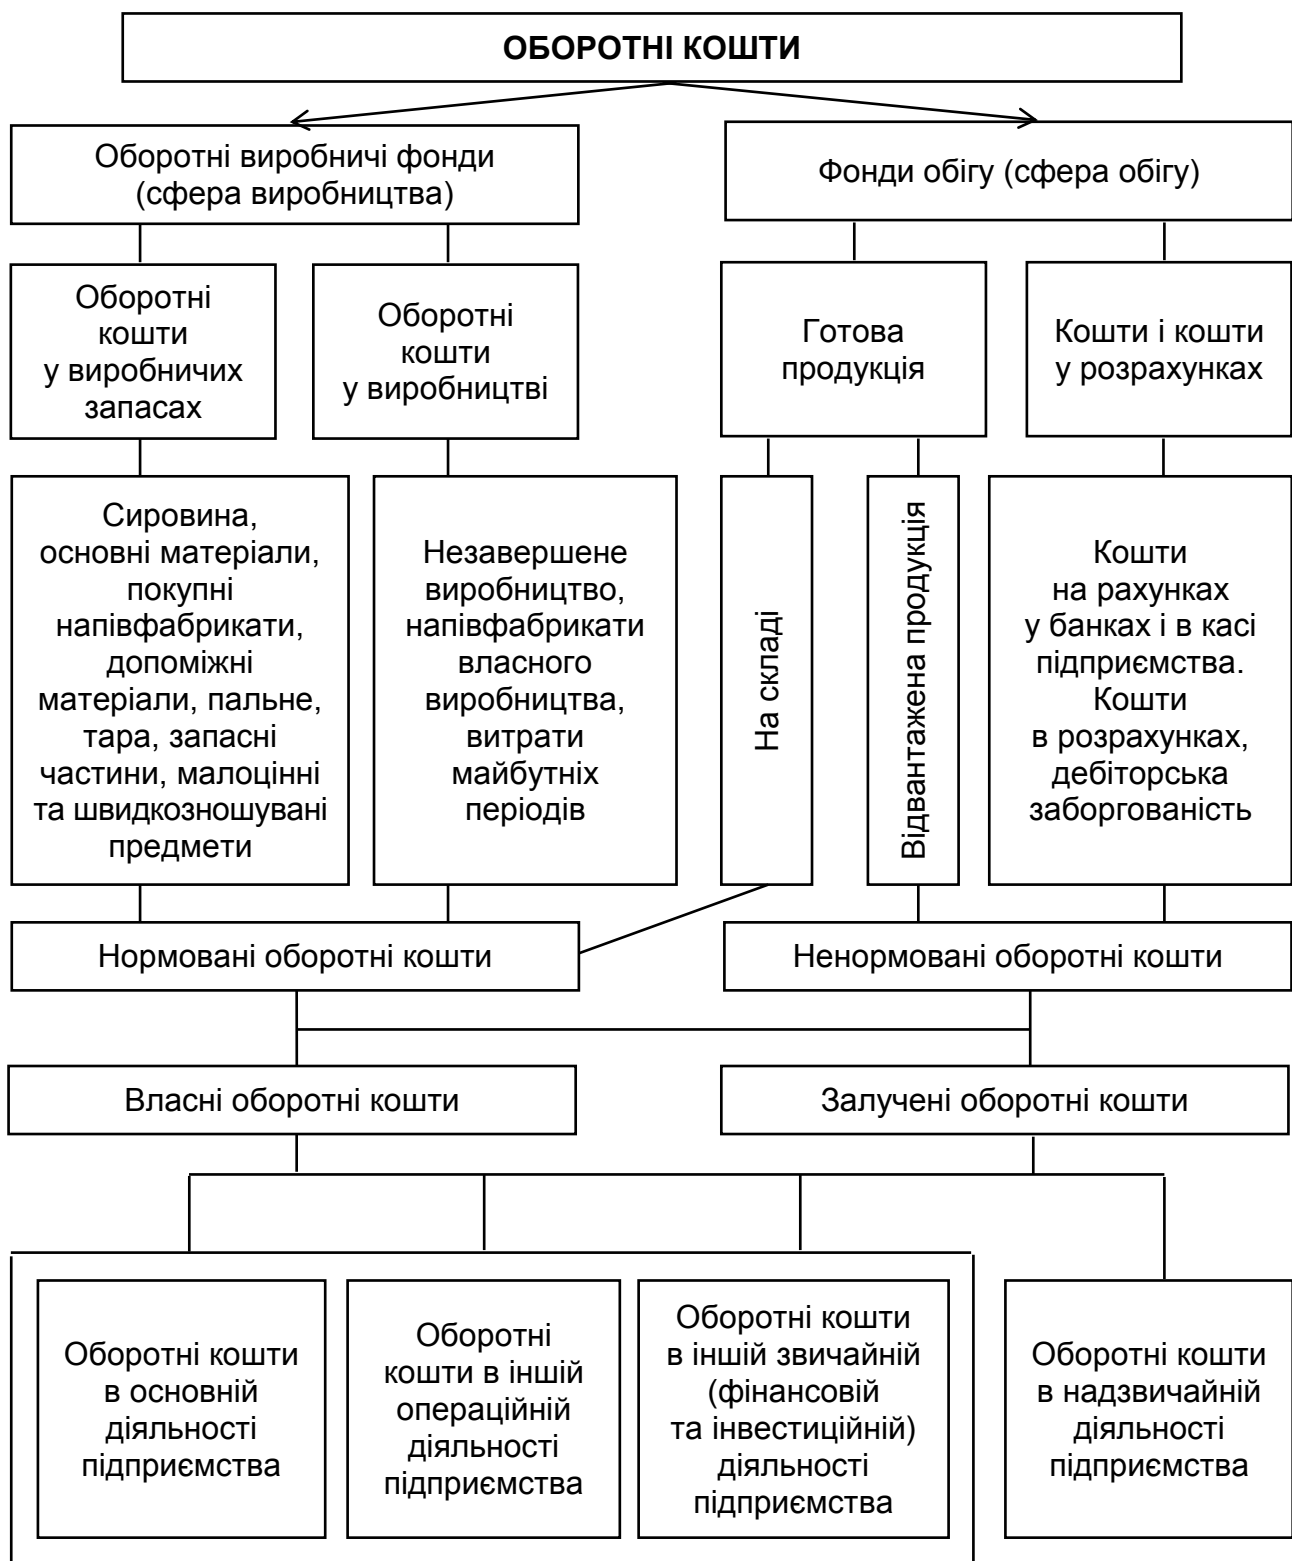 ОБОРОТНІ КОШТИ
Оборотні виробничі фонди
(сфера виробництва)
Фонди обігу (сфера обігу)
Оборотні
кошти
у виробничих
запасах
Оборотні
кошти
у виробництві
Готова
продукція
Кошти і кошти
у розрахунках
Сировина,
основні матеріали,
покупні
напівфабрикати,
допоміжні
матеріали, пальне,
тара, запасні
частини, малоцінні
та швидкозношувані
предмети
Незавершене
виробництво,
напівфабрикати
власного
виробництва,
витрати
майбутніх
періодів
На складі
Відвантажена продукція
Кошти
на рахунках
у банках і в касі
підприємства.
Кошти
в розрахунках,
дебіторська
заборгованість
Нормовані оборотні кошти
Ненормовані оборотні кошти
Власні оборотні кошти
Залучені оборотні кошти
Оборотні кошти
в основній
діяльності
підприємства
Оборотні
кошти в іншій
операційній
діяльності
підприємства
Оборотні кошти
в іншій звичайній
(фінансовій
та інвестиційній)
діяльності
підприємства
Оборотні кошти
в надзвичайній
діяльності
підприємства